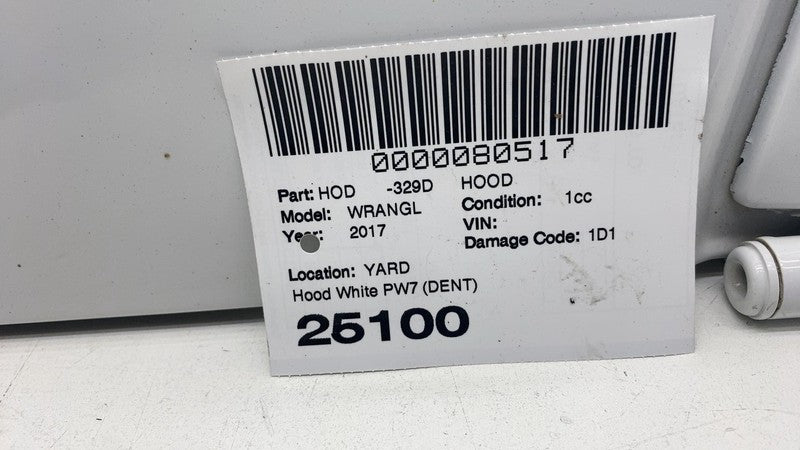 0000080517
Part: HOD -329D HOOD
Model: WRANGL Condition: 1cc
Year: 2017 VIN:
Damage Code: 1D1
Location: YARD
Hood White PW7 (DENT)
25100